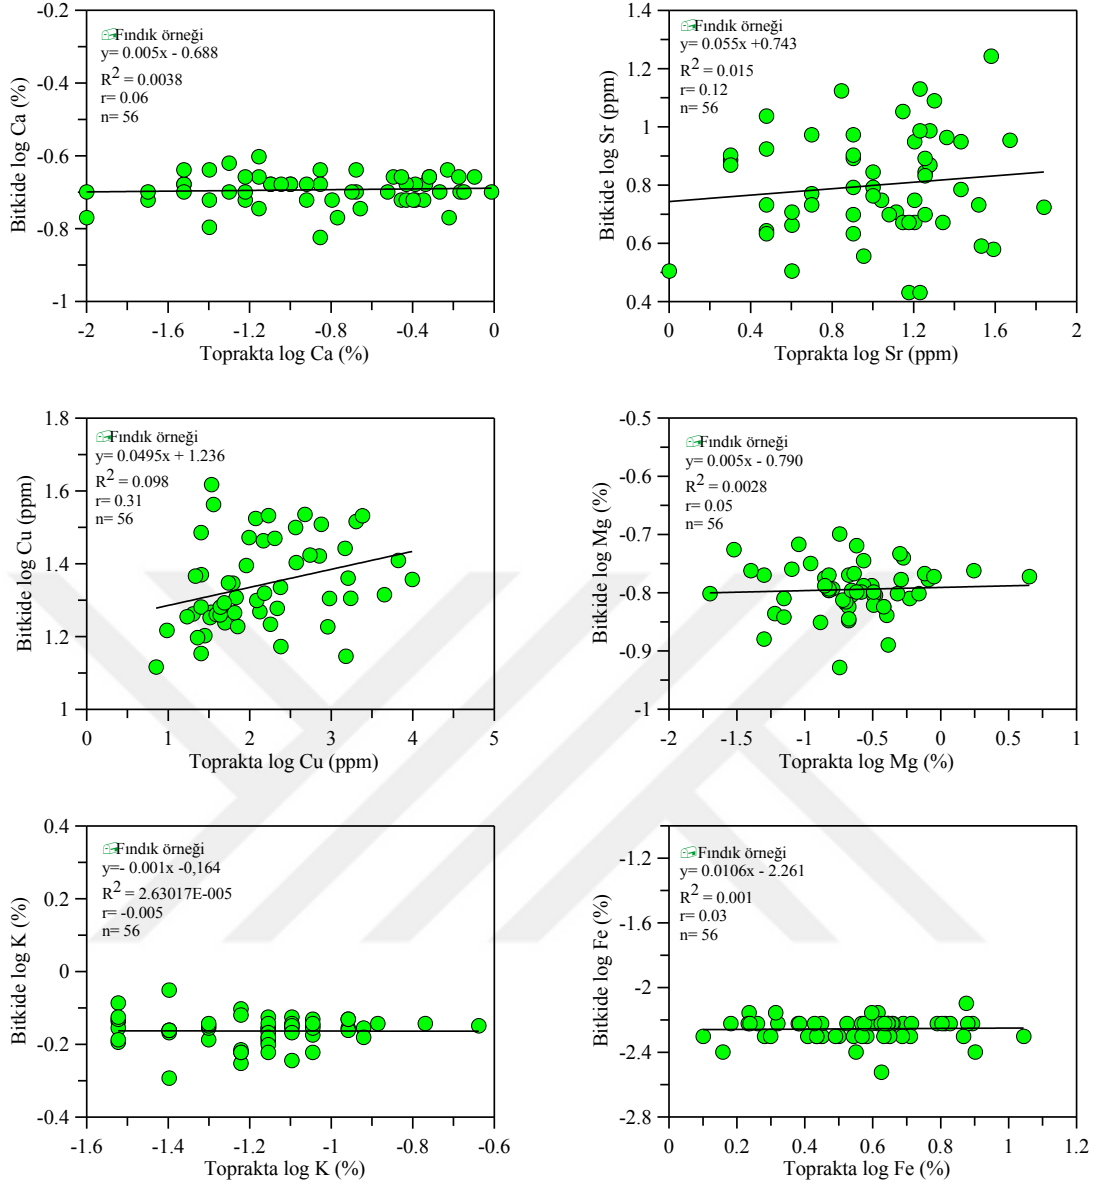 -0.2
-0.4
-0.6
-0.8
-1
Bitkide log Ca (%)
Fındık örneği
y= 0.005x - 0.688
R2 = 0.0038
r= 0.06
n= 56
-2 -1.6 -1.2 -0.8 -0.4 0
Toprakta log Ca (%)
1.4
1.2
1
0.8
0.6
0.4
Bitkide log Sr (ppm)
Fındık örneği
y= 0.055x +0.743
R2 = 0.015
r= 0.12
n= 56
0 0.4 0.8 1.2 1.6 2
Toprakta log Sr (ppm)
1.8
1.6
1.4
1.2
1
Bitkide log Cu (ppm)
Fındık örneği
y= 0.0495x + 1.236
R2 = 0.098
r= 0.31
n= 56
0 1 2 3 4 5
Toprakta log Cu (ppm)
-0.5
-0.6
-0.7
-0.8
-0.9
-1
Bitkide log Mg (%)
Fındık örneği
y= 0.005x - 0.790
R2 = 0.0028
r= 0.05
n= 56
-2 -1.5 -1 -0.5 0 0.5 1
Toprakta log Mg (%)
0.4
0.2
0
-0.2
-0.4
Bitkide log K (%)
Fındık örneği
y=- 0.001x -0,164
R2 = 2.63017E-005
r= -0.005
n= 56
-1.6 -1.4 -1.2 -1 -0.8 -0.6
Toprakta log K (%)
-1.2
-1.6
-2
-2.4
-2.8
Bitkide log Fe (%)
Fındık örneği
y= 0.0106x - 2.261
R2 = 0.001
r= 0.03
n= 56
0 0.2 0.4 0.6 0.8 1 1.2
Toprakta log Fe (%)